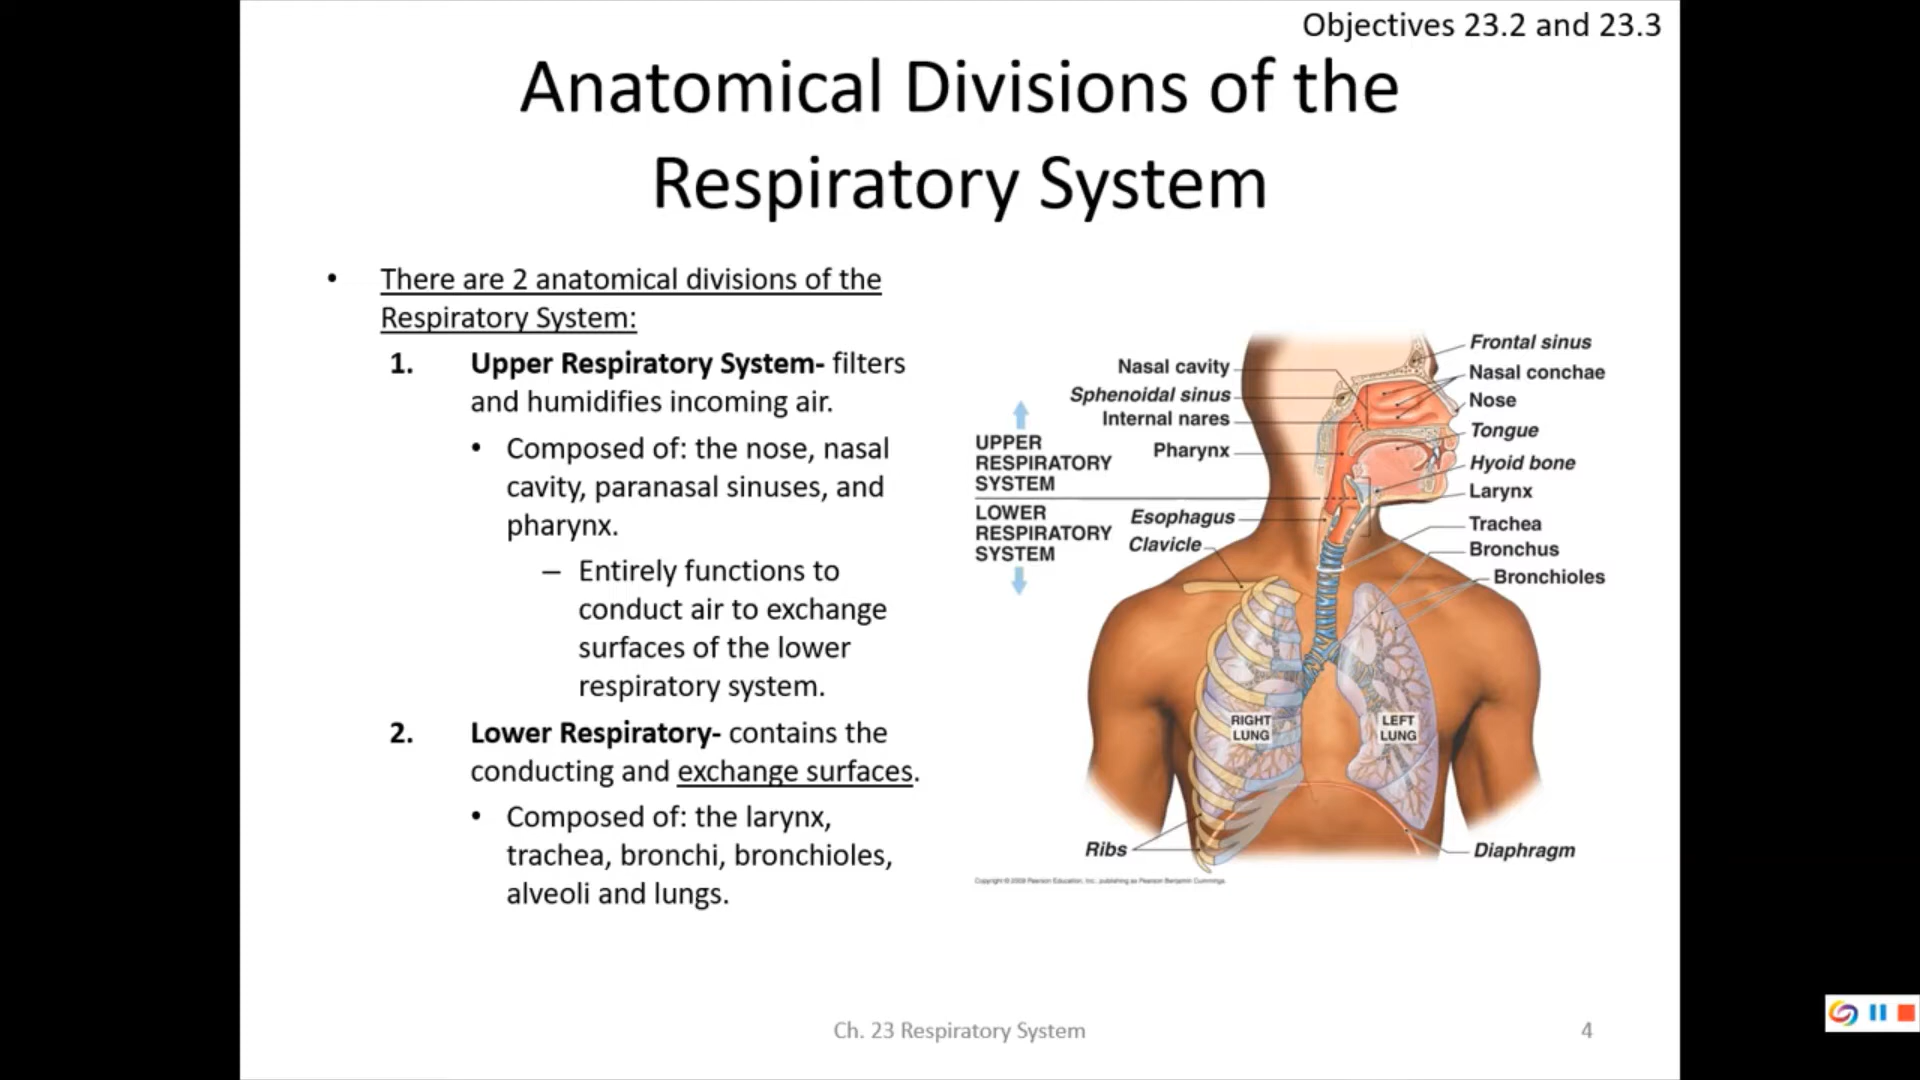 Objectives 23.2 and 23.3
Anatomical Divisions of the
Respiratory System
• There are 2 anatomical divisions of the
Respiratory System:
1. Upper Respiratory System- filters
and humidifies incoming air.
• Composed of: the nose, nasal
cavity, paranasal sinuses, and
pharynx.
– Entirely functions to
conduct air to exchange
surfaces of the lower
respiratory system.
2. Lower Respiratory- contains the
conducting and exchange surfaces.
• Composed of: the larynx,
trachea, bronchi, bronchioles,
alveoli and lungs.
Nasal cavity
Sphenoidal sinus
Internal nares
Pharynx
UPPER
RESPIRATORY
SYSTEM
LOWER
RESPIRATORY
SYSTEM
Esophagus
Clavicle
Frontal sinus
Nasal conchae
Nose
Tongue
Hyoid bone
Larynx
Trachea
Bronchus
Bronchioles
RIGHT
LUNG
LEFT
LUNG
Ribs
Diaphragm
Copyright © 2009 Pearson Education, Inc., publishing as Pearson Benjamin Cummings.
Ch. 23 Respiratory System
4